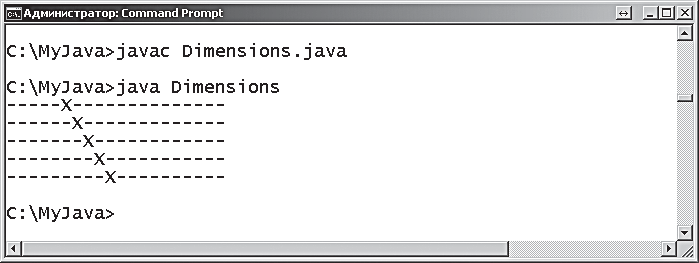 Администратор: Command Prompt
C:\MyJava>javac Dimensions.java
C:\MyJava>java Dimensions
-----X--------------
------X-------------
-------X------------
--------X-----------
---------X----------
C:\MyJava>